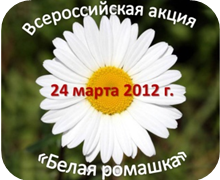 Всероссийская акция
24 марта 2012 г.
«Белая ромашка»